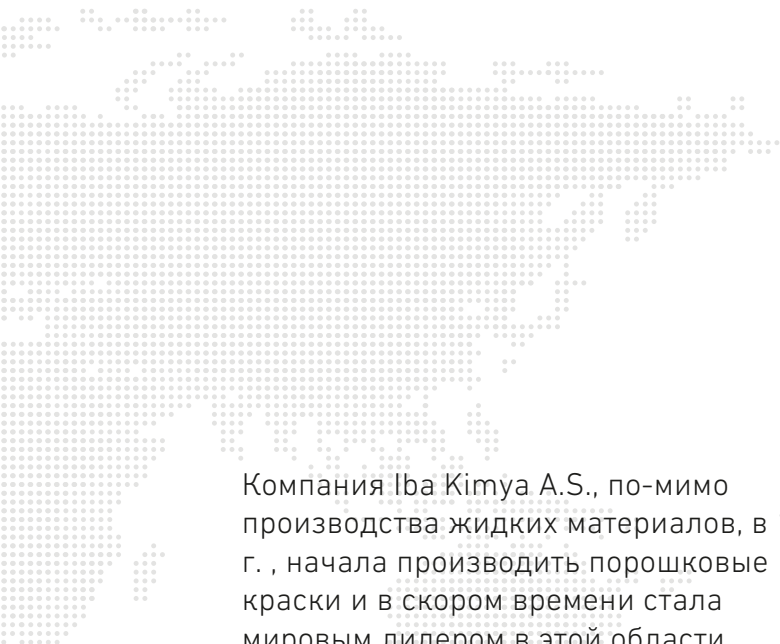 Компания Iba Kimya A.S., по-мимо
производства жидких материалов, в
г. , начала производить порошковые
краски и в скором времени стала
мировым лидером в этой области